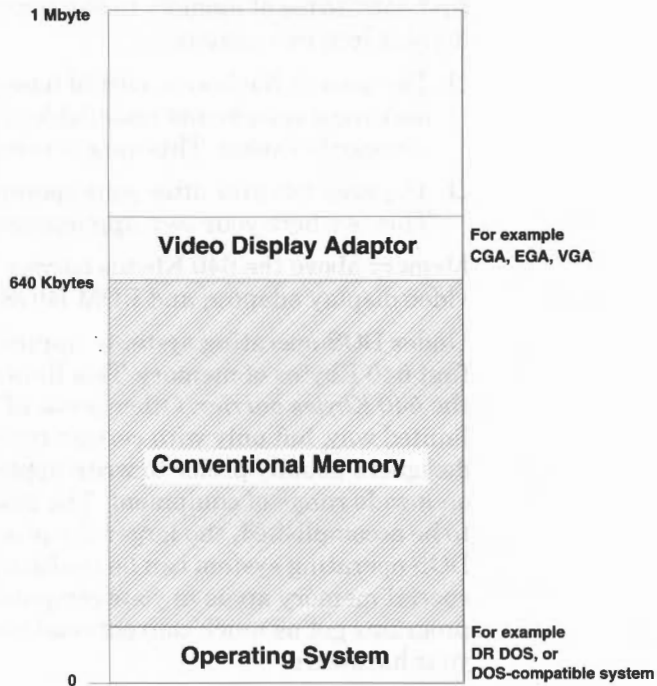 1 Mbyte
Video Display Adaptor
For example
CGA, EGA, VGA
640 Kbytes
Conventional Memory
Operating System
For example
DR DOS, or
DOS-compatible system
0